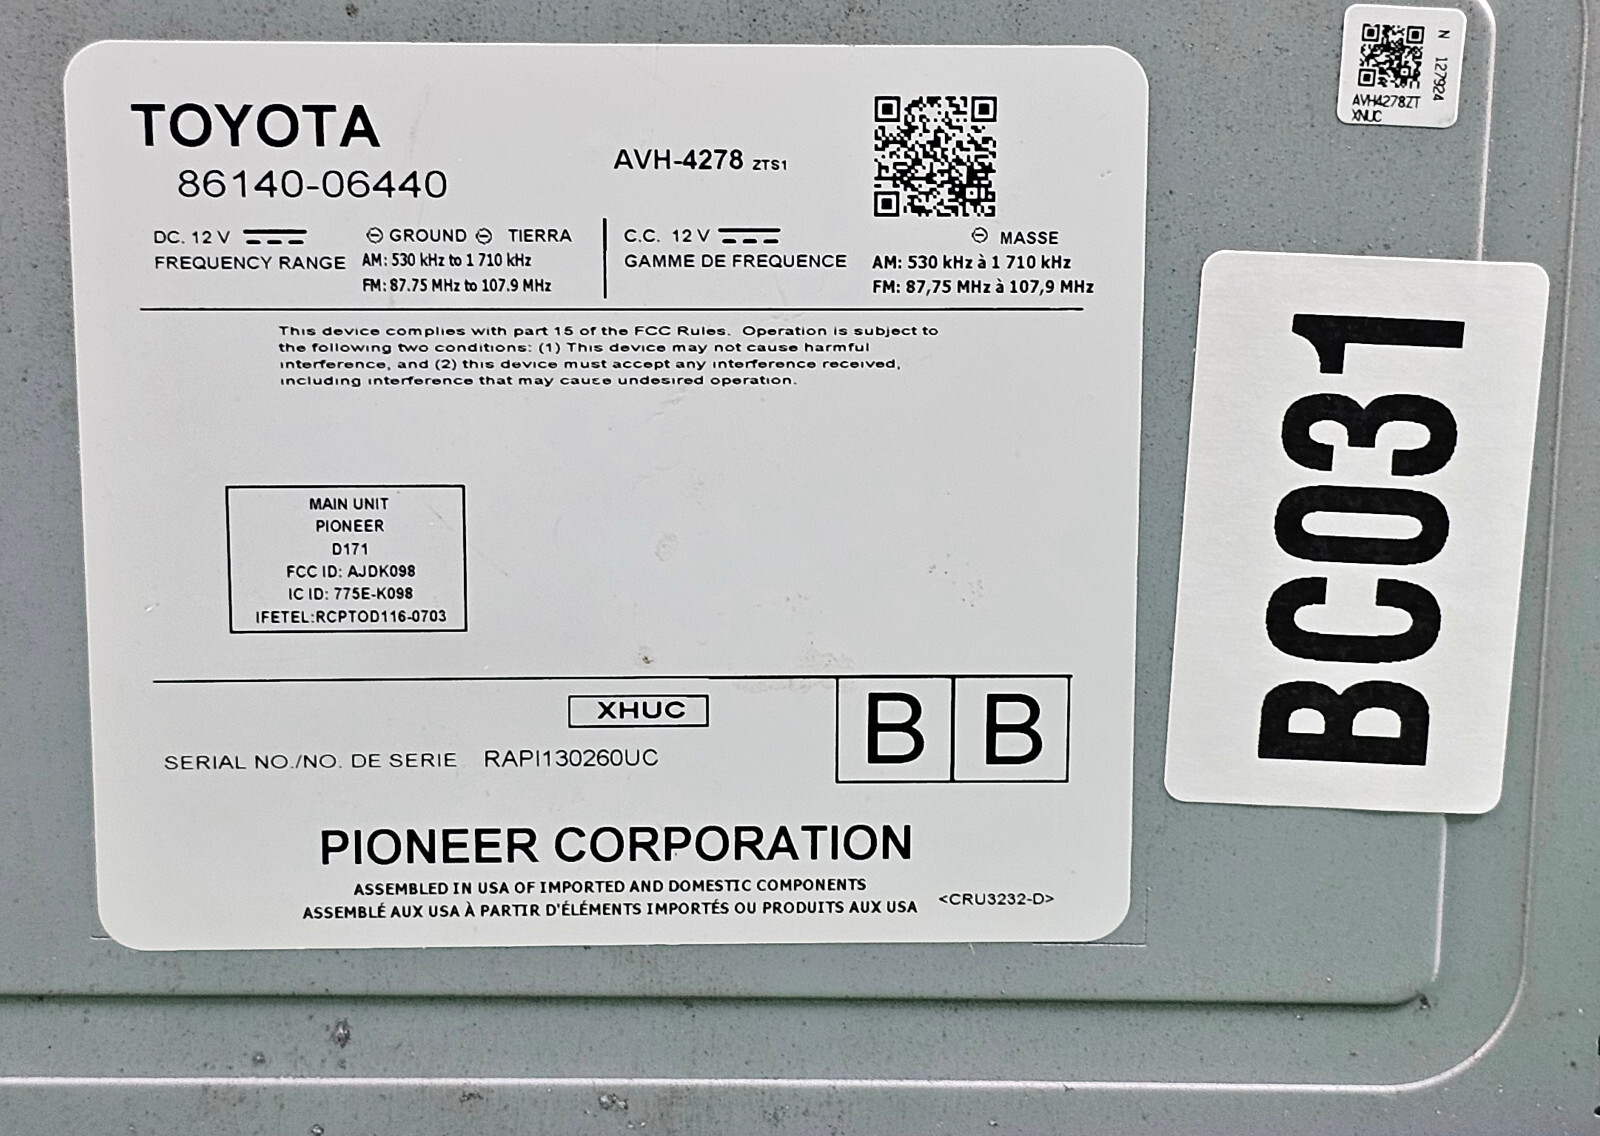 TOYOTA
86140-06440
AVH-4278 ZTS1
DC. 12 V
GROUND TIERRA
FREQUENCY RANGE
AM: 530 kHz to 1 710 kHz
FM: 87.75 MHz to 107.9 MHz
C.C. 12 V
MASSE
GAMME DE FREQUENCE
AM: 530 kHz à 1 710 kHz
FM: 87,75 MHz à 107,9 MHz
This device complies with part 15 of the FCC Rules. Operation is subject to
the following two conditions: (1) This device may not cause harmful
interference, and (2) this device must accept any interference received,
including interference that may cause undesired operation.
MAIN UNIT
PIONEER
D171
FCC ID: AJDK098
IC ID: 775E-K098
IFETEL:RCPTOD116-0703
XHUC
B B
SERIAL NO./NO. DE SERIE RAPI130260UC
PIONEER CORPORATION
ASSEMBLED IN USA OF IMPORTED AND DOMESTIC COMPONENTS
ASSEMBLÉ AUX USA À PARTIR D'ÉLÉMENTS IMPORTÉS OU PRODUITS AUX USA
<CRU3232-D>
N 127924
AVH4278ZT
XNUC
BC031